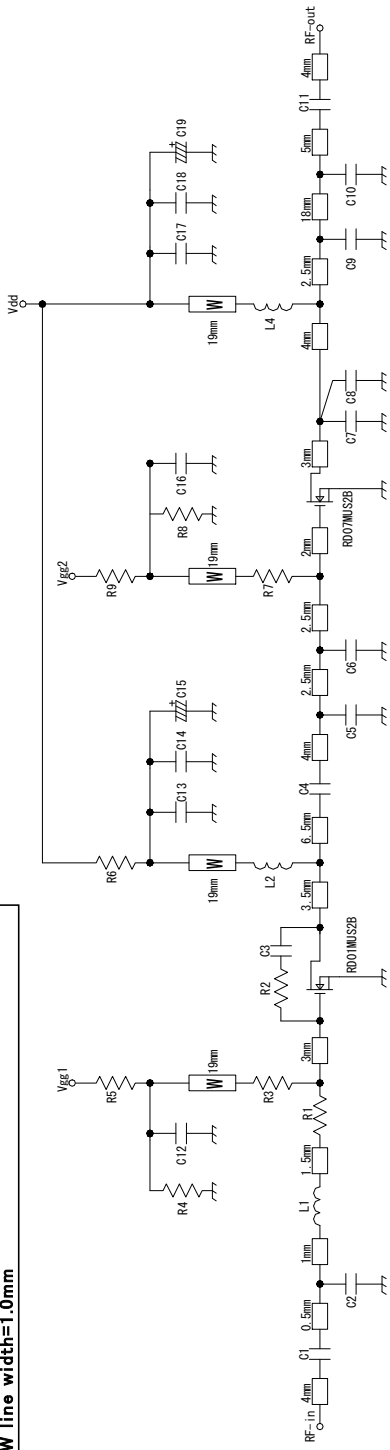 W line width=1.0mm
RF-in
4mm
C1
0.5mm
C2
1mm
L1
1.5mm
R1
R4
C12
Vgg1
R5
W
19mm
R3
3mm
R2
C3
RD01MUS2B
3.5mm
R6
W
19mm
L2
C13
C14
+
C15
6.5mm
C4
4mm
C5
2.5mm
C6
2.5mm
Vgg2
R9
W
19mm
R7
R8
C16
2mm
RD07MUS2B
3mm
C7
C8
4mm
Vdd
W
19mm
L4
C17
C18
+
C19
2.5mm
C9
18mm
C10
5mm
C11
4mm
RF-out